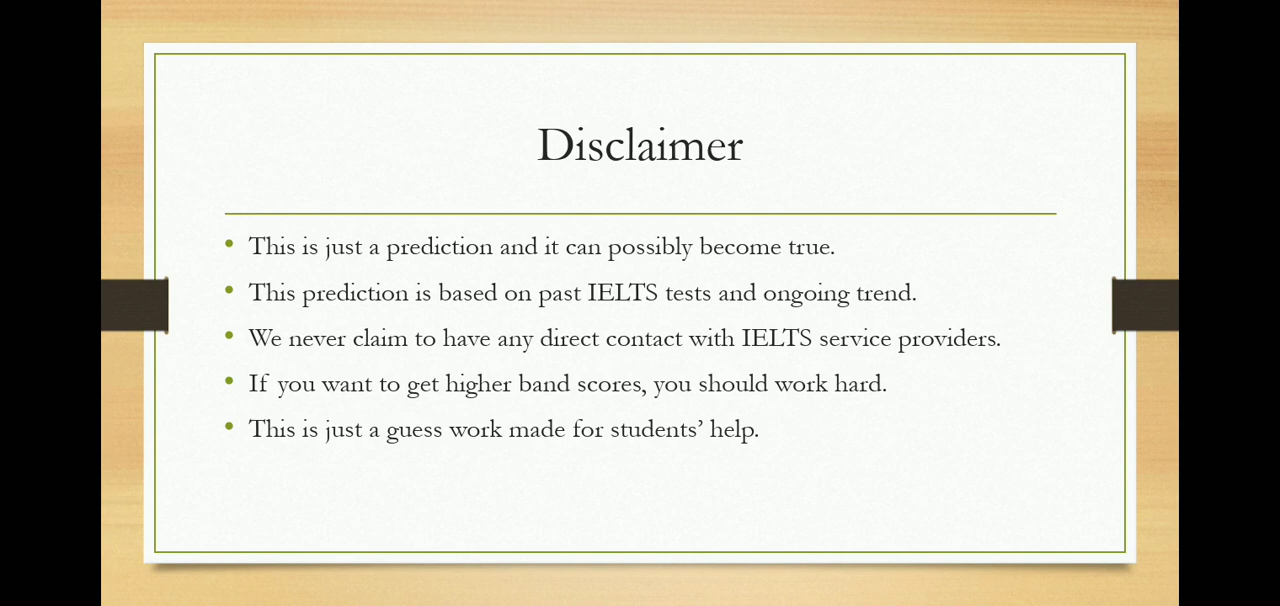 Disclaimer
• This is just a prediction and it can possibly become true.
• This prediction is based on past IELTS tests and ongoing trend.
• We never claim to have any direct contact with IELTS service providers.
• If you want to get higher band scores, you should work hard.
• This is just a guess work made for students’ help.